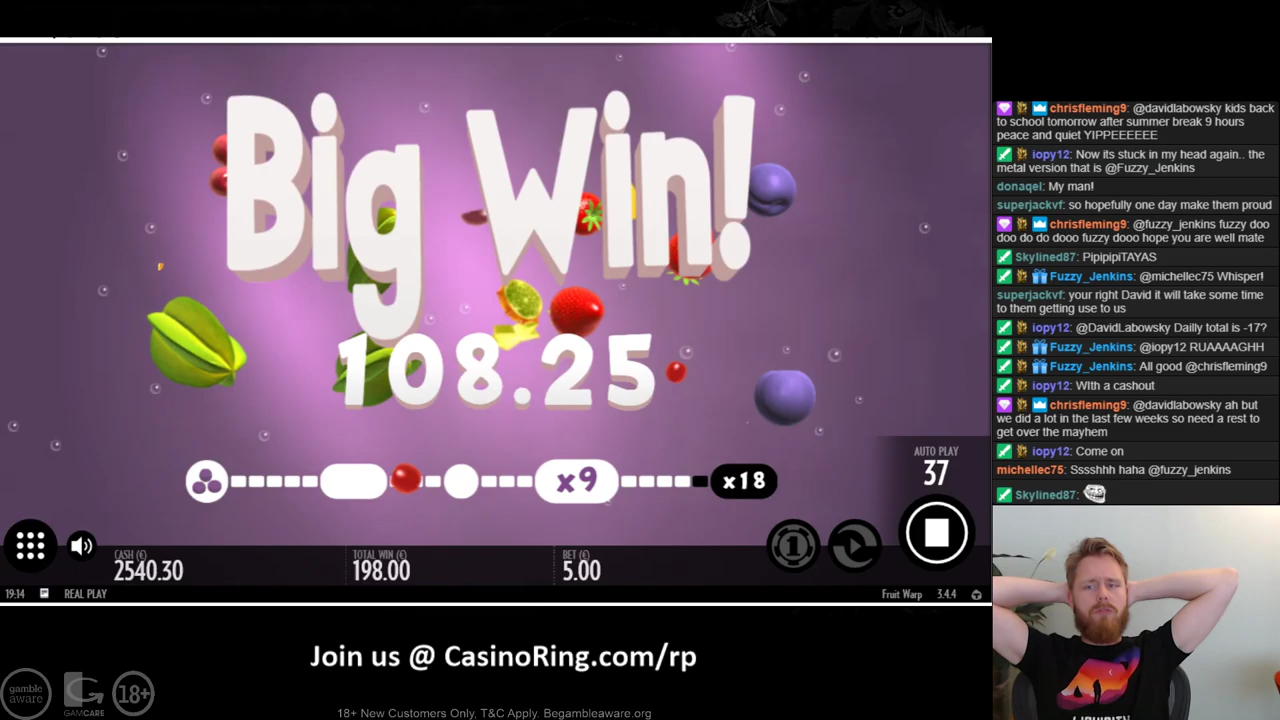 Big Win!
108.25
x9
x18
AUTO PLAY
37
CASH (€)
2540.30
TOTAL WIN (€)
198.00
BET (€)
5.00
1
19:14
REAL PLAY
Fruit Warp
3.4.4
Join us @ CasinoRing.com/rp
gamble
aware
GAMCARE
18+
18+ New Customers Only, T&C Apply. Begambleaware.org
chrisfleming9: @davidlabowsky kids back
to school tomorrow after summer break 9 hours
peace and quiet YIPPEEEEEE
iopy12: Now its stuck in my head again.. the
metal version that is @Fuzzy_Jenkins
donaqel: My man!
superjackvf: so hopefully one day make them proud
chrisfleming9: @fuzzy_jenkins fuzzy doo
doo do do dooo fuzzy dooo hope you are well mate
Skylined87: PipipipiTAYAS
Fuzzy_Jenkins: @michellec75 Whisper!
superjackvf: your right David it will take some time
to them getting use to us
iopy12: @DavidLabowsky Dailly total is -17?
Fuzzy_Jenkins: @iopy12 RUAAAAGHH
Fuzzy_Jenkins: All good @chrisfleming9
iopy12: WIth a cashout
chrisfleming9: @davidlabowsky ah but
we did a lot in the last few weeks so need a rest to
get over the mayhem
iopy12: Come on
michellec75: Sssssshh haha @fuzzy_jenkins
Skylined87: